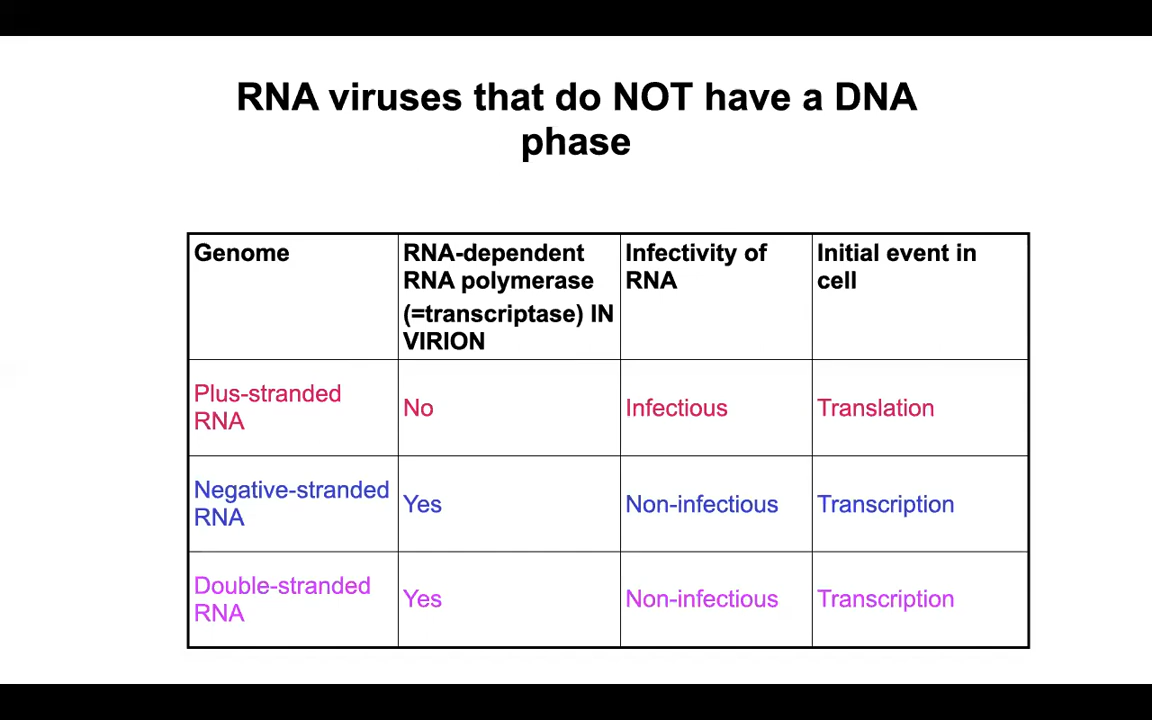 RNA viruses that do NOT have a DNA
phase
Genome
RNA-dependent
RNA polymerase
(=transcriptase) IN
VIRION
Infectivity of
RNA
Initial event in
cell
Plus-stranded
RNA
No
Infectious
Translation
Negative-stranded
RNA
Yes
Non-infectious
Transcription
Double-stranded
RNA
Yes
Non-infectious
Transcription